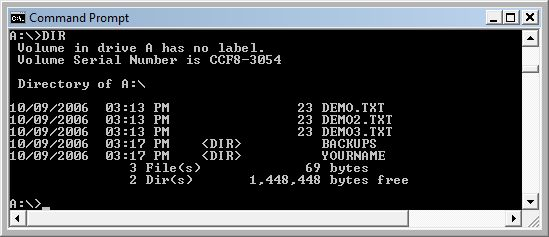 Command Prompt
A:\>DIR
 Volume in drive A has no label.
 Volume Serial Number is CCF8-3054

 Directory of A:\

10/09/2006  03:13 PM                23 DEMO.TXT
10/09/2006  03:13 PM                23 DEMO2.TXT
10/09/2006  03:13 PM                23 DEMO3.TXT
10/09/2006  03:17 PM    <DIR>          BACKUPS
10/09/2006  03:17 PM    <DIR>          YOURNAME
               3 File(s)             69 bytes
               2 Dir(s)       1,448,448 bytes free

A:\>_